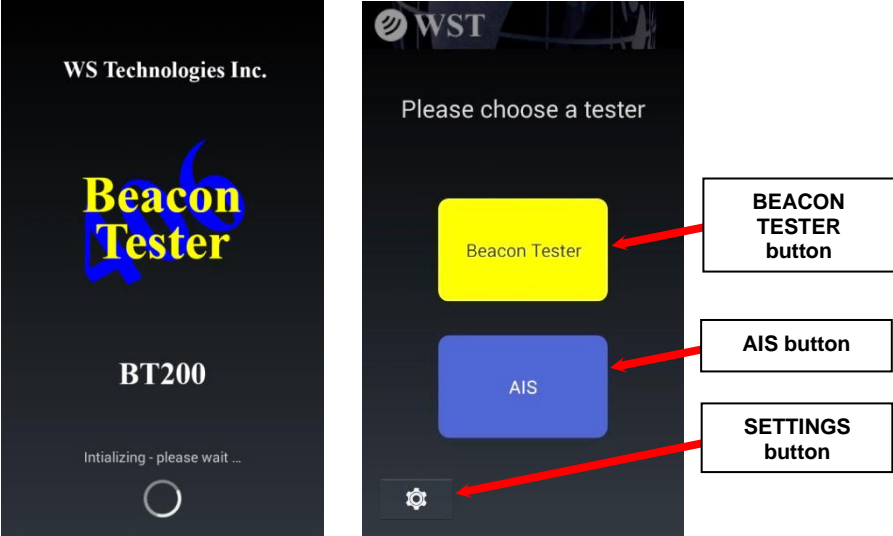 WS Technologies Inc.
406
Beacon
Tester
BT200
Intializing - please wait ...
WST
Please choose a tester
Beacon Tester
AIS
BEACON
TESTER
button
AIS button
SETTINGS
button